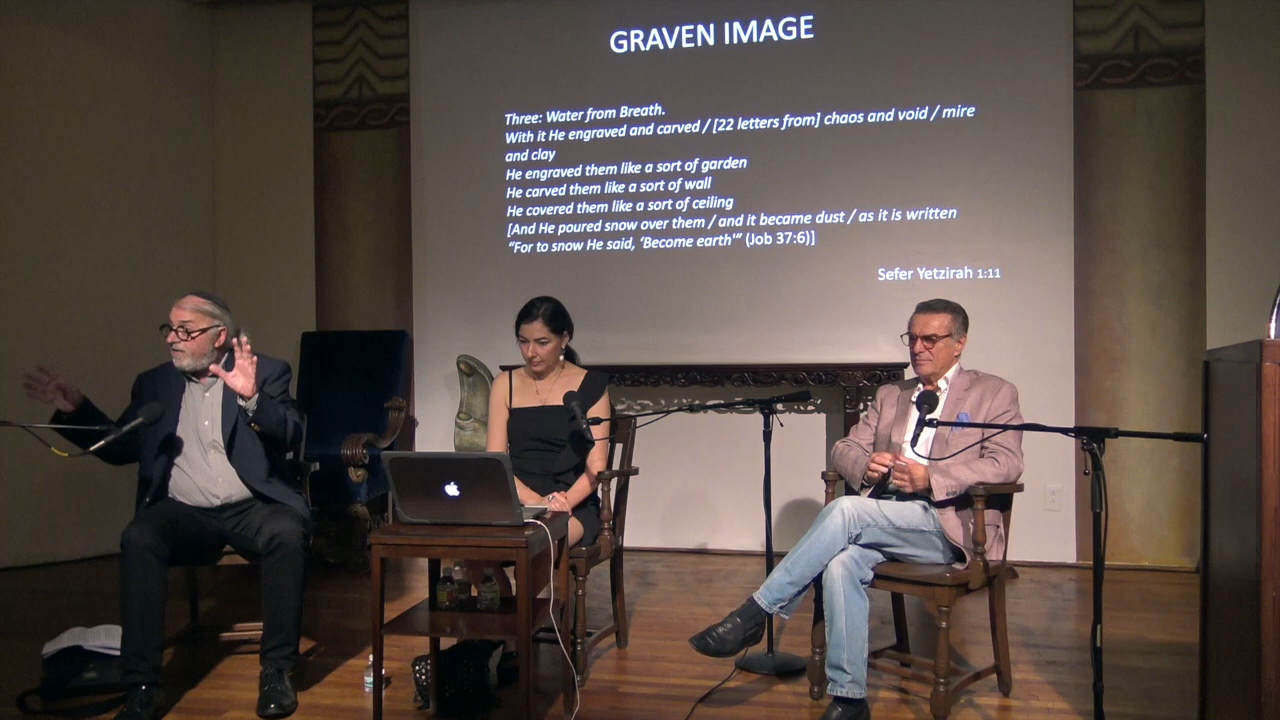 GRAVEN IMAGE
Three: Water from Breath.
With it He engraved and carved / [22 letters from] chaos and void / mire
and clay
He engraved them like a sort of garden
He carved them like a sort of wall
He covered them like a sort of ceiling
[And He poured snow over them / and it became dust / as it is written
“For to snow He said, ‘Become earth’” (Job 37:6)]
Sefer Yetzirah 1:11